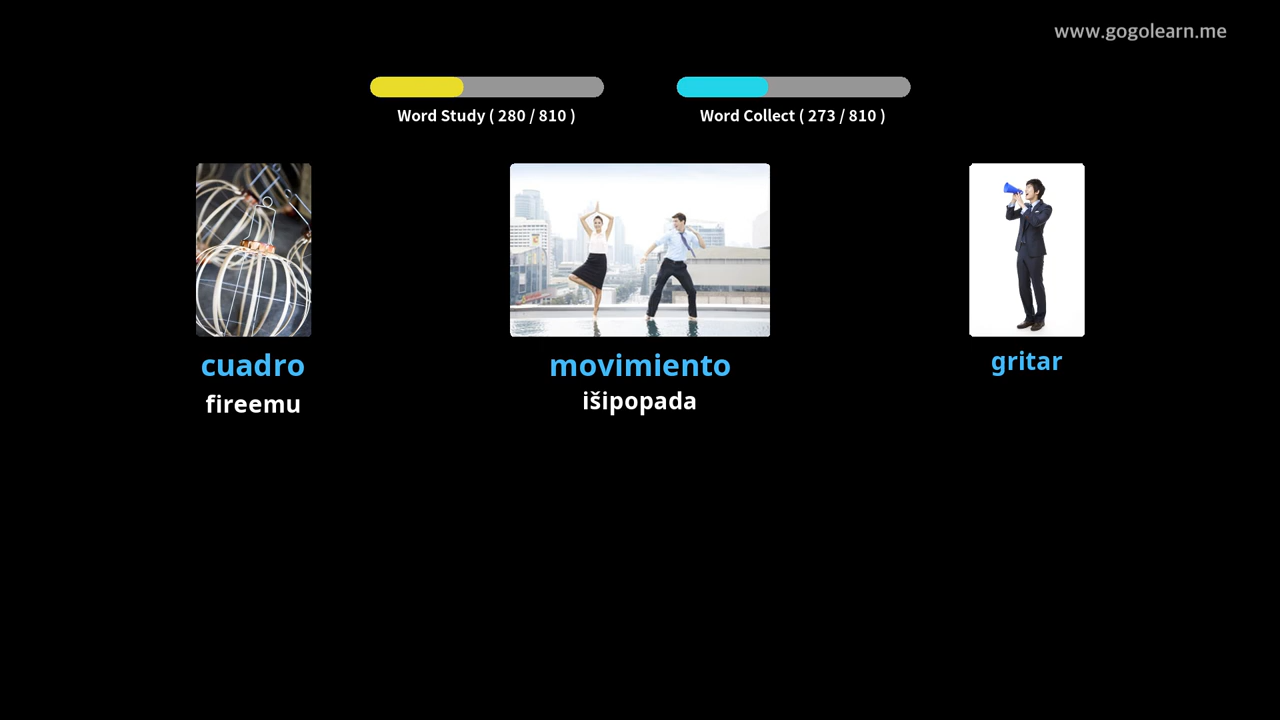 www.gogolearn.me
Word Study ( 280 / 810 )
Word Collect ( 273 / 810 )
cuadro
fireemu
movimiento
išipopada
gritar